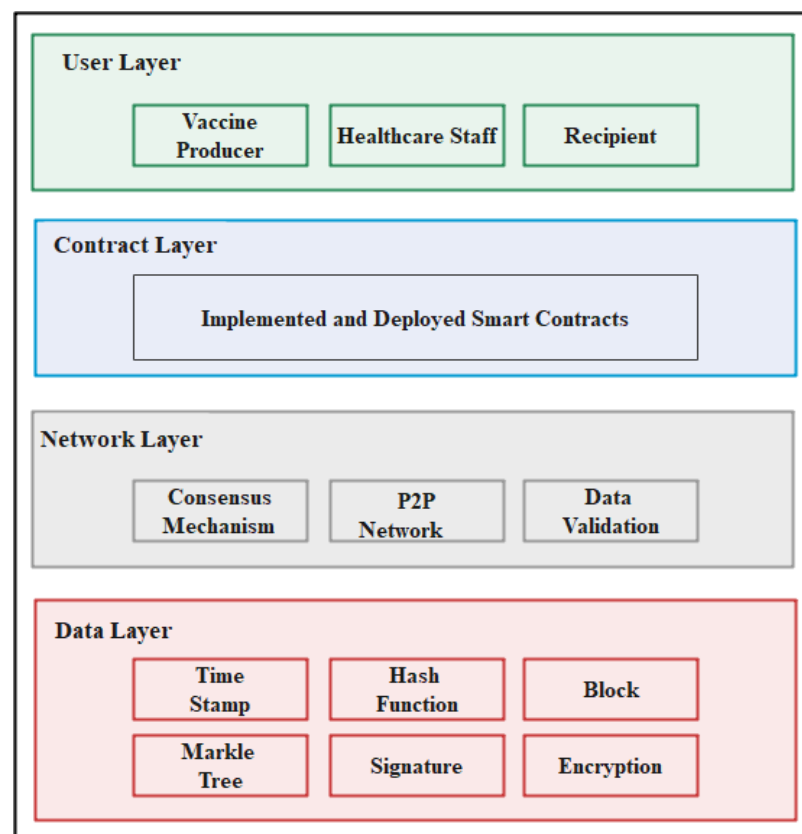 User Layer
Vaccine
Producer
Healthcare Staff
Recipient
Contract Layer
Implemented and Deployed Smart Contracts
Network Layer
Consensus
Mechanism
P2P
Network
Data
Validation
Data Layer
Time
Stamp
Hash
Function
Block
Markle
Tree
Signature
Encryption